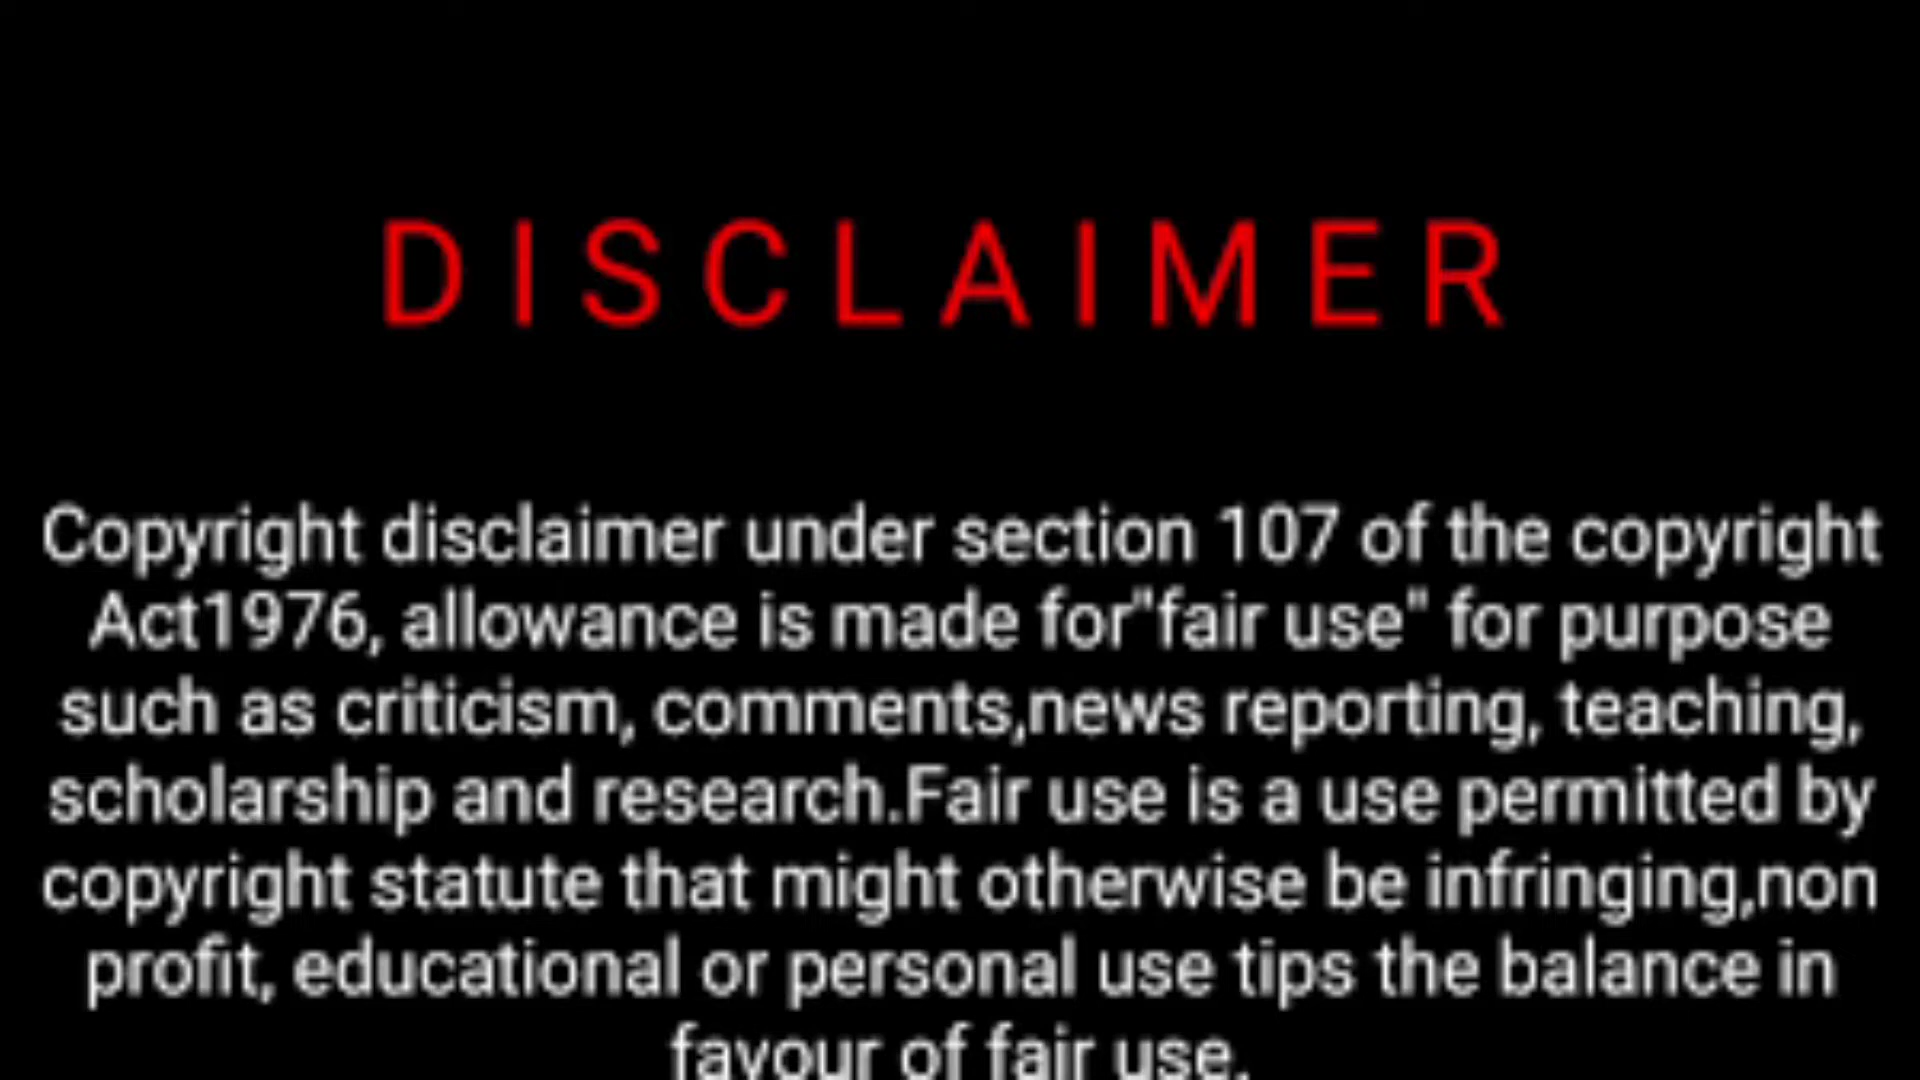 DISCLAIMER
Copyright disclaimer under section 107 of the copyright
Act1976, allowance is made for"fair use" for purpose
such as criticism, comments,news reporting, teaching,
scholarship and research.Fair use is a use permitted by
copyright statute that might otherwise be infringing,non
profit, educational or personal use tips the balance in
favour of fair use.